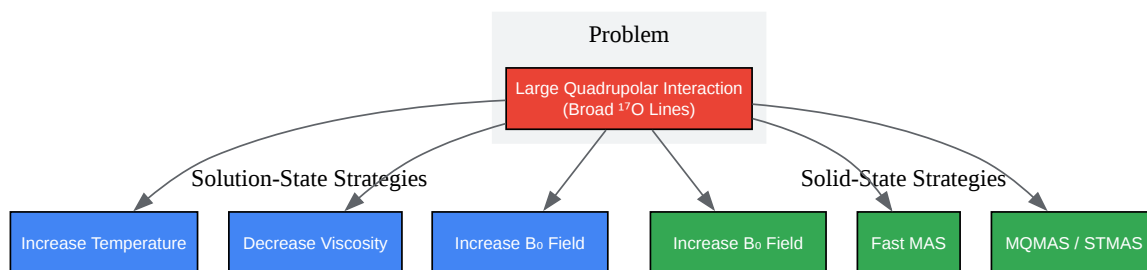 Problem
Large Quadrupolar Interaction
(Broad ¹⁷O Lines)
Solution-State Strategies
Solid-State Strategies
Increase Temperature
Decrease Viscosity
Increase B₀ Field
Increase B₀ Field
Fast MAS
MQMAS / STMAS